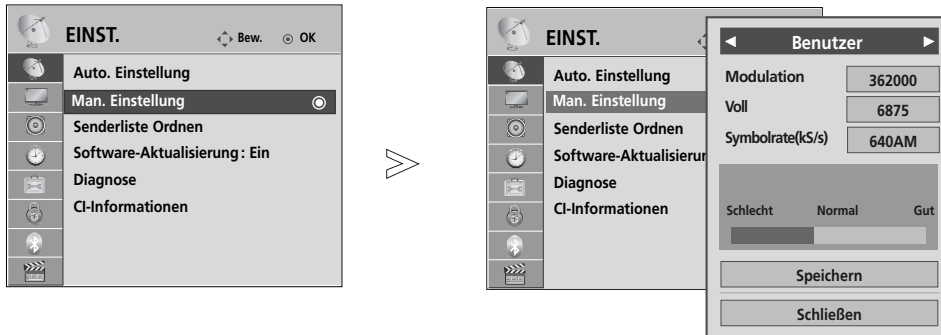 EINST.
Bew.
OK
Auto. Einstellung
Man. Einstellung
Senderliste Ordnen
Software-Aktualisierung : Ein
Diagnose
CI-Informationen
EINST.
Auto. Einstellung
Man. Einstellung
Senderliste Ordnen
Software-Aktualisierur
Diagnose
CI-Informationen
◄ Benutzer ►
Modulation 362000
Voll 6875
Symbolrate(kS/s) 640AM
Schlecht Normal Gut
Speichern
Schließen